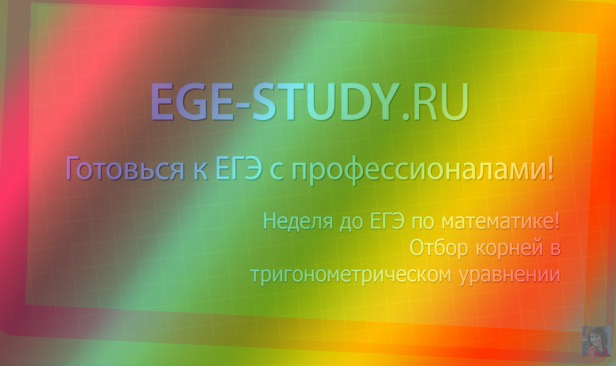 EGE-STUDY.RU
Готовься к ЕГЭ с профессионалами!
Неделя до ЕГЭ по математике!
Отбор корней в
тригонометрическом уравнении